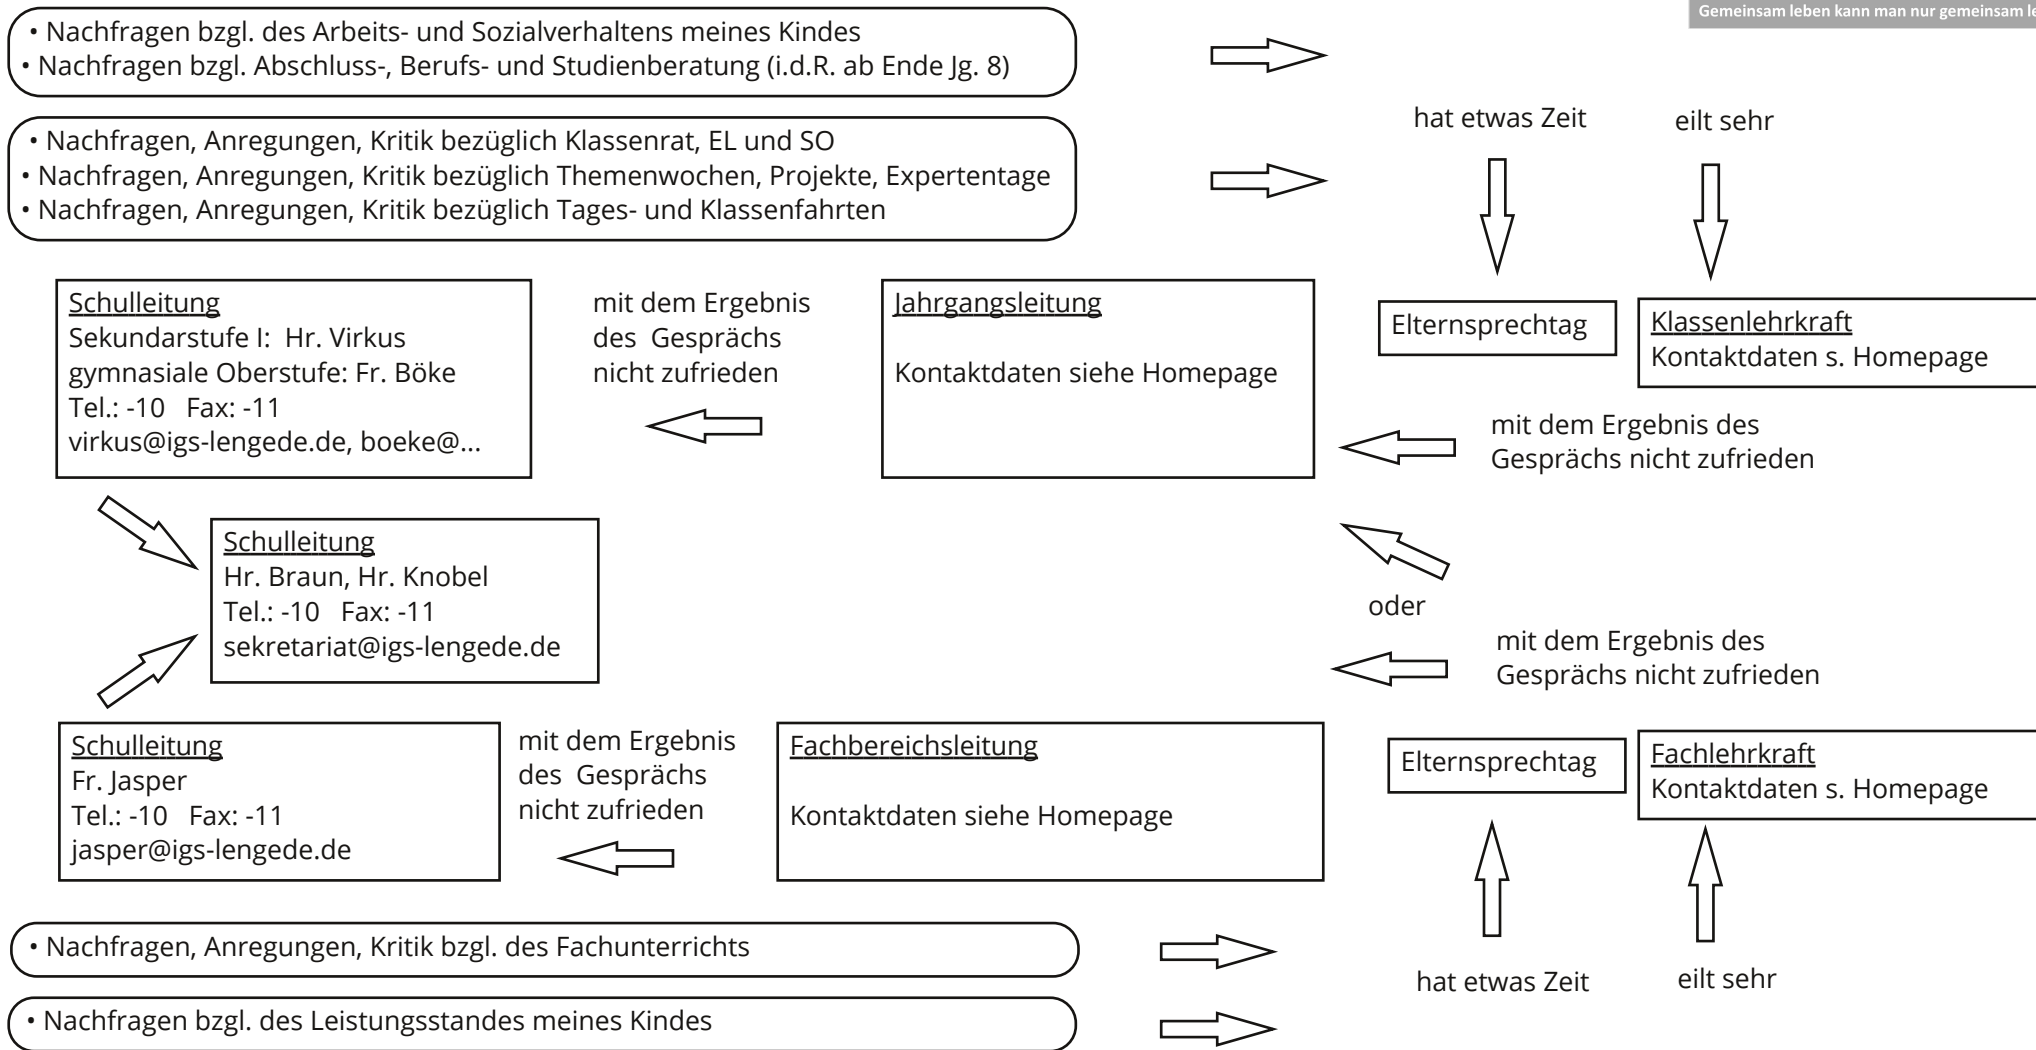 Gemeinsam leben kann man nur gemeinsam
• Nachfragen bzgl. des Arbeits- und Sozialverhaltens meines Kindes
• Nachfragen bzgl. Abschluss-, Berufs- und Studienberatung (i.d.R. ab Ende Jg. 8)
• Nachfragen, Anregungen, Kritik bezüglich Klassenrat, EL und SO
• Nachfragen, Anregungen, Kritik bezüglich Themenwochen, Projekte, Expertentage
• Nachfragen, Anregungen, Kritik bezüglich Tages- und Klassenfahrten
hat etwas Zeit
eilt sehr
Schulleitung
Sekundarstufe I: Hr. Virkus
gymnasiale Oberstufe: Fr. Böke
Tel.: -10 Fax: -11
virkus@igs-lengede.de, boeke@...
mit dem Ergebnis
des Gesprächs
nicht zufrieden
Jahrgangsleitung
Kontaktdaten siehe Homepage
Elternsprechtag
Klassenlehrkraft
Kontaktdaten s. Homepage
mit dem Ergebnis des
Gesprächs nicht zufrieden
Schulleitung
Hr. Braun, Hr. Knobel
Tel.: -10 Fax: -11
sekretariat@igs-lengede.de
oder
mit dem Ergebnis des
Gesprächs nicht zufrieden
Schulleitung
Fr. Jasper
Tel.: -10 Fax: -11
jasper@igs-lengede.de
mit dem Ergebnis
des Gesprächs
nicht zufrieden
Fachbereichsleitung
Kontaktdaten siehe Homepage
Elternsprechtag
Fachlehrkraft
Kontaktdaten s. Homepage
• Nachfragen, Anregungen, Kritik bzgl. des Fachunterrichts
hat etwas Zeit
eilt sehr
• Nachfragen bzgl. des Leistungsstandes meines Kindes